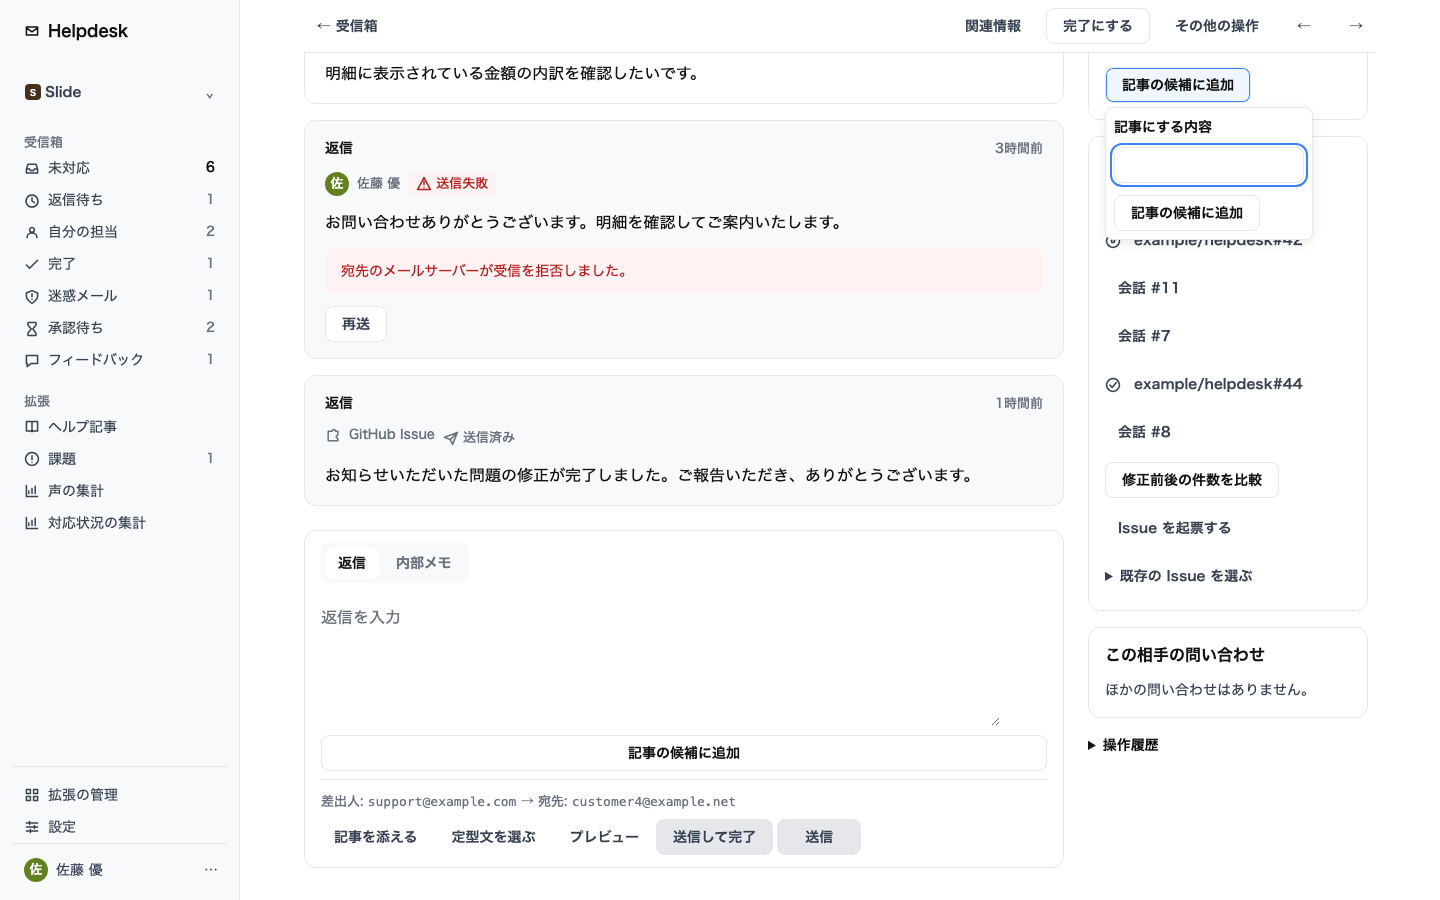 Helpdesk
S Slide
受信箱
未対応 6
返信待ち 1
自分の担当 2
完了 1
迷惑メール 1
承認待ち 2
フィードバック 1
拡張
ヘルプ記事
課題 1
声の集計
対応状況の集計
拡張の管理
設定
佐 佐藤 優 …
← 受信箱
関連情報 完了にする その他の操作 ← →
明細に表示されている金額の内訳を確認したいです。
返信 3時間前
佐 佐藤 優 送信失敗
お問い合わせありがとうございます。明細を確認してご案内いたします。
宛先のメールサーバーが受信を拒否しました。
再送
返信 1時間前
GitHub Issue 送信済み
お知らせいただいた問題の修正が完了しました。ご報告いただき、ありがとうございます。
返信 内部メモ
返信を入力
記事の候補に追加
差出人: support@example.com → 宛先: customer4@example.net
記事を添える 定型文を選ぶ プレビュー 送信して完了 送信
記事の候補に追加
記事にする内容
記事の候補に追加
example/helpdesk#42
会話 #11
会話 #7
example/helpdesk#44
会話 #8
修正前後の件数を比較
Issue を起票する
▶ 既存の Issue を選ぶ
この相手の問い合わせ
ほかの問い合わせはありません。
▶ 操作履歴